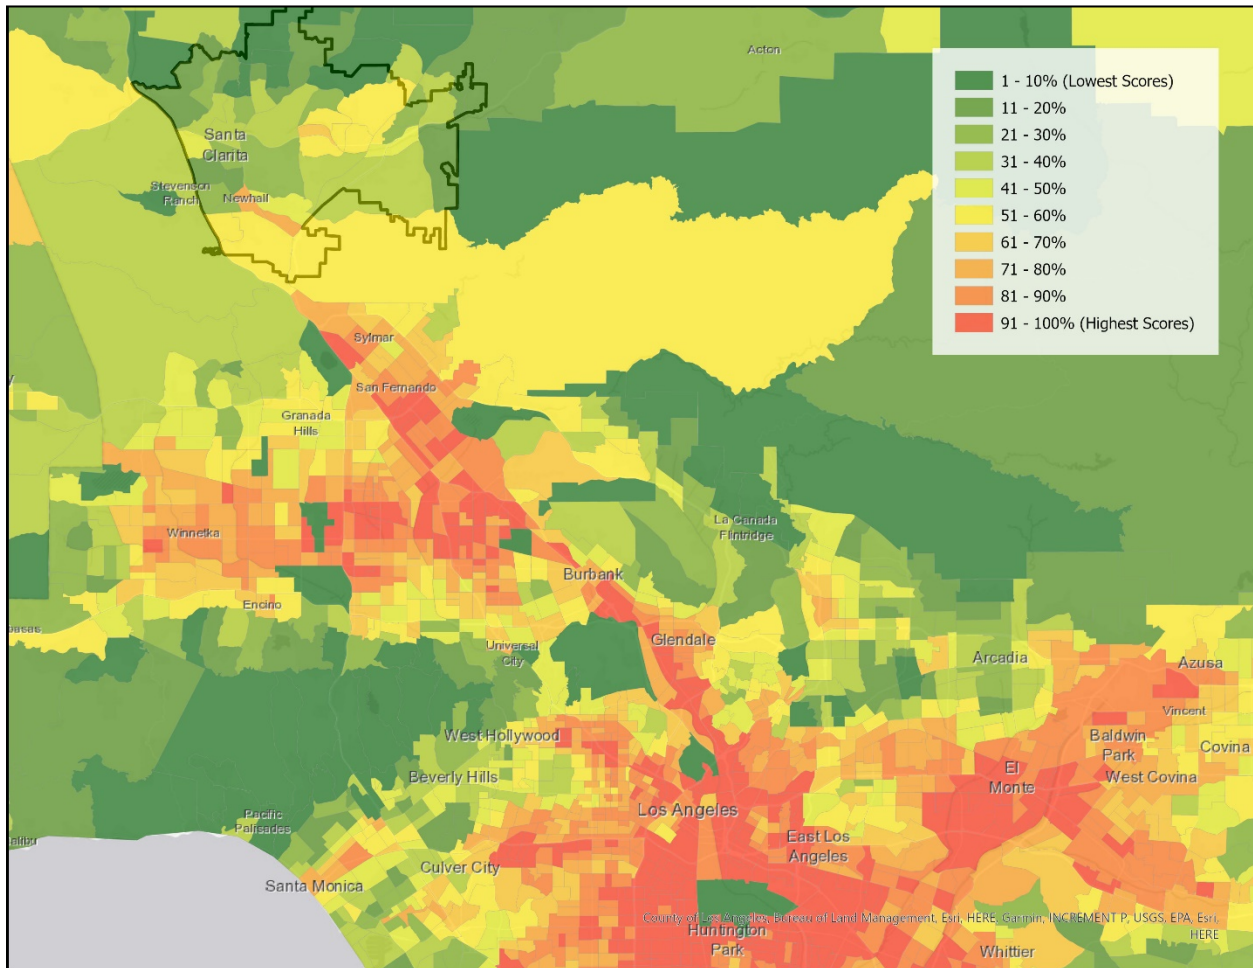 Acton
1 - 10% (Lowest Scores)
11 - 20%
21 - 30%
31 - 40%
41 - 50%
51 - 60%
61 - 70%
71 - 80%
81 - 90%
91 - 100% (Highest Scores)
Santa
Clarita
Stevenson
Ranch
Newhall
Sylmar
San Fernando
Granada
Hills
Winnetka
La Canada
Flintridge
Burbank
Encino
Universal
City
Glendale
Arcadia
Azusa
Vincent
West Hollywood
Baldwin
Park
Covina
Beverly Hills
El
Monte
West Covina
Pacific
Palisades
Los Angeles
East Los
Angeles
Culver City
Santa Monica
County of Los Angeles, Bureau of Land Management, Esri, HERE, Garmin, INCREMENT P, USGS, EPA, Esri,
HERE
Huntington
Park
Whittier